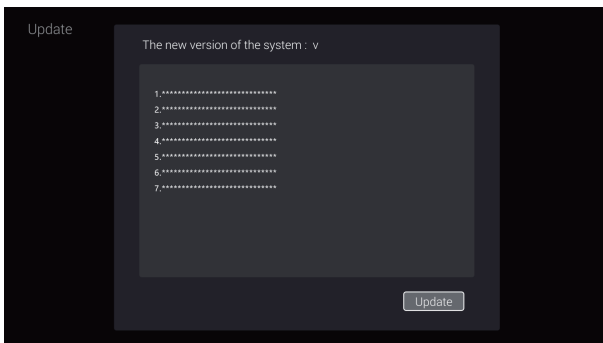 Update
The new version of the system : v
1.*****************************
2.*****************************
3.*****************************
4.*****************************
5.*****************************
6.*****************************
7.*****************************
Update